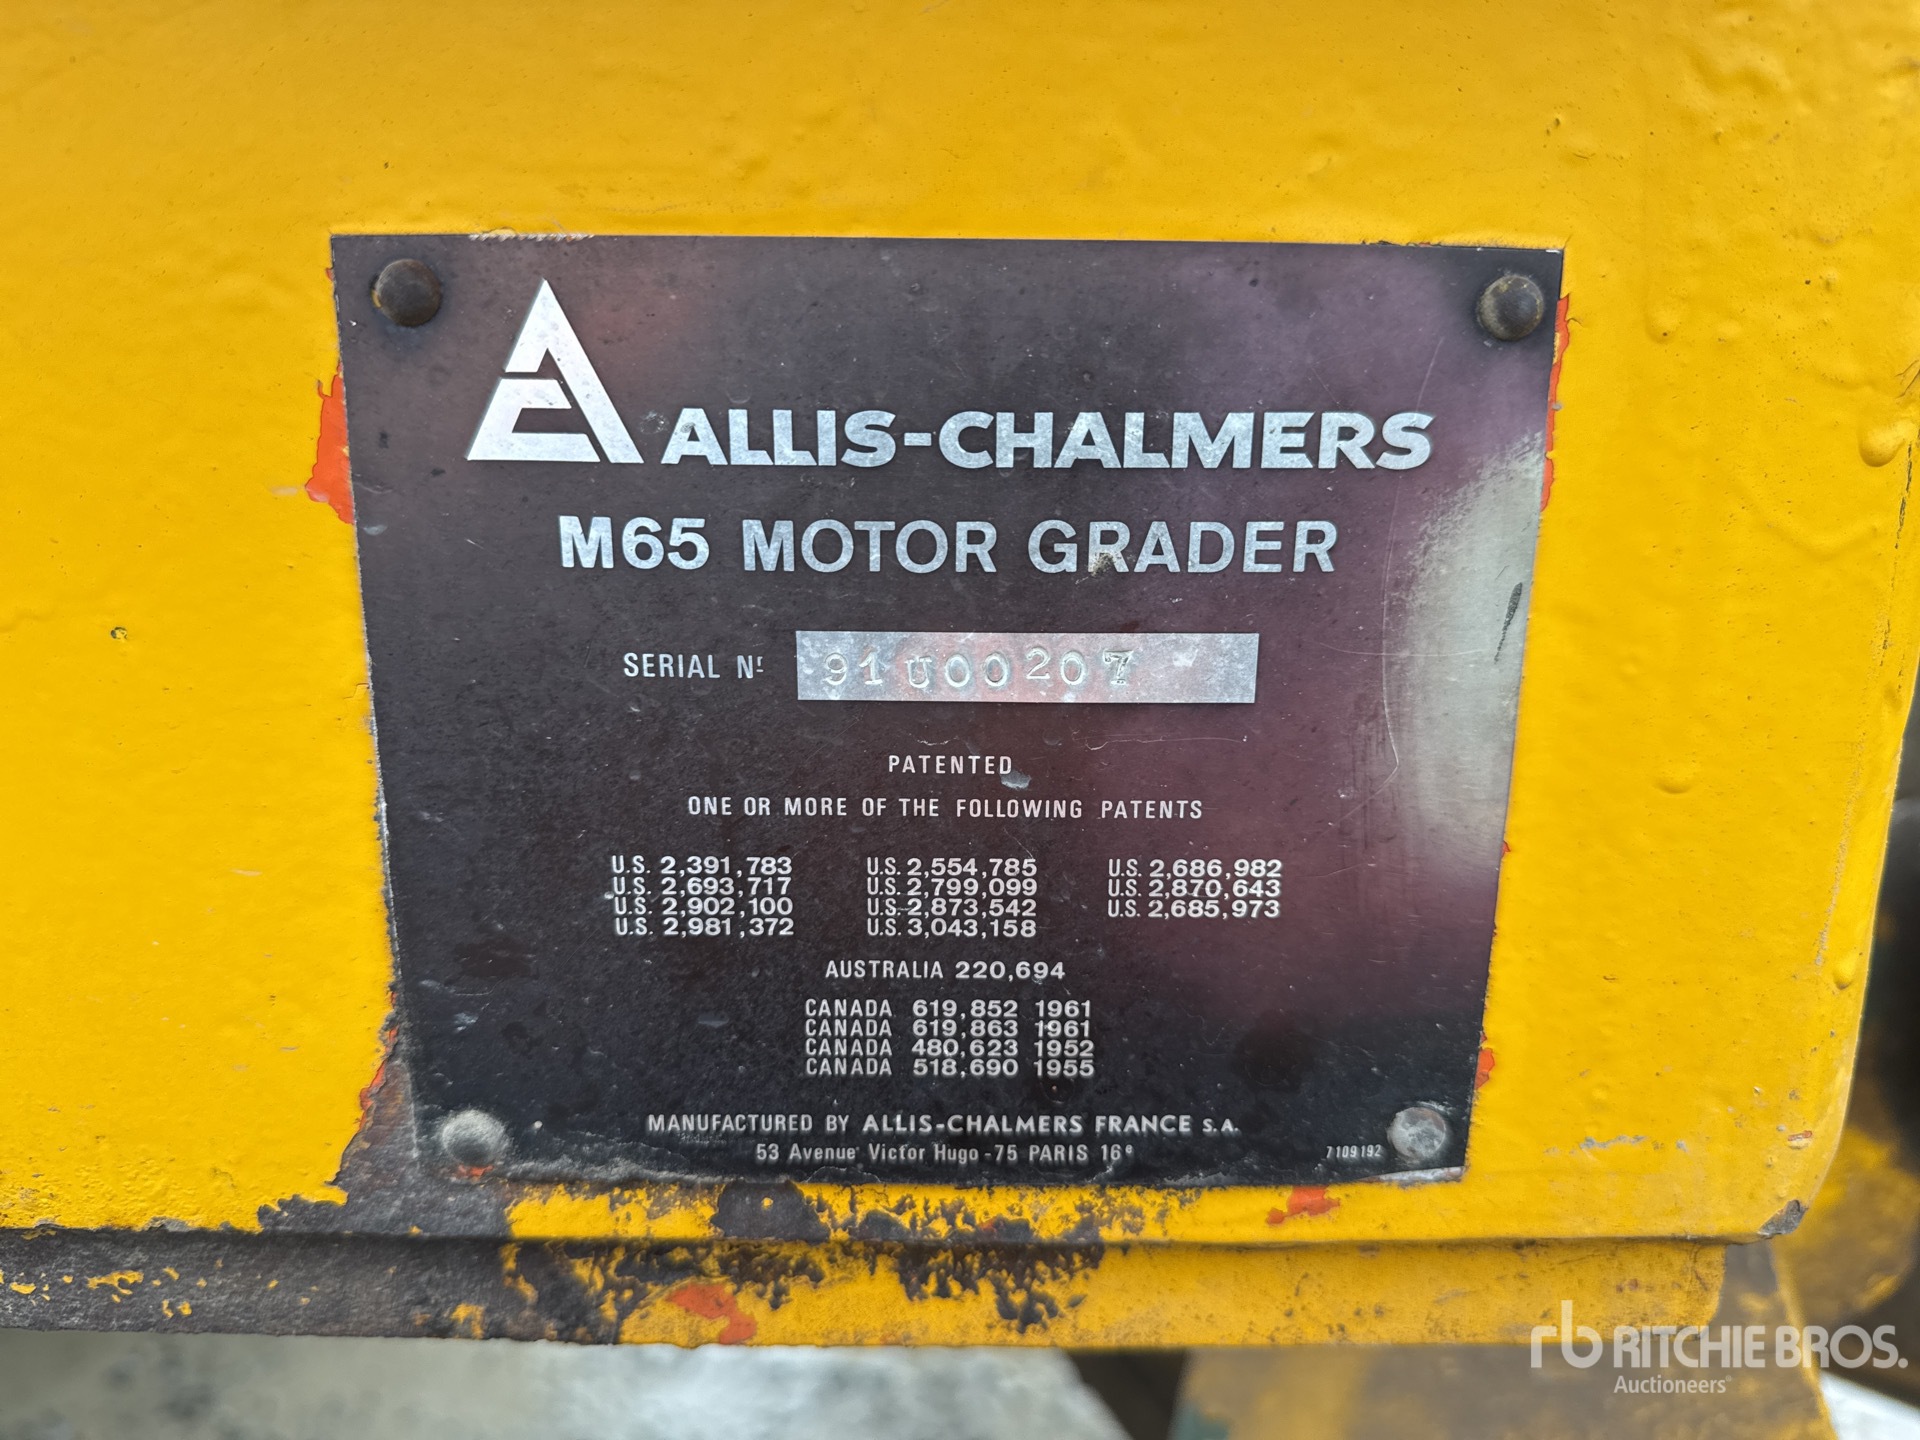 ALLIS-CHALMERS
M65 MOTOR GRADER
SERIAL Nr 91U00207
PATENTED
ONE OR MORE OF THE FOLLOWING PATENTS
U.S. 2,391,783 U.S. 2,554,785 U.S. 2,686,982
U.S. 2,693,717 U.S. 2,799,099 U.S. 2,870,643
U.S. 2,902,100 U.S. 2,873,542 U.S. 2,685,973
U.S. 2,981,372 U.S. 3,043,158
AUSTRALIA 220,694
CANADA 619,852 1961
CANADA 619,863 1961
CANADA 480,623 1952
CANADA 518,690 1955
MANUFACTURED BY ALLIS-CHALMERS FRANCE S.A.
53 Avenue Victor Hugo - 75 PARIS 16e 7109192
rb RITCHIE BROS.
Auctioneers